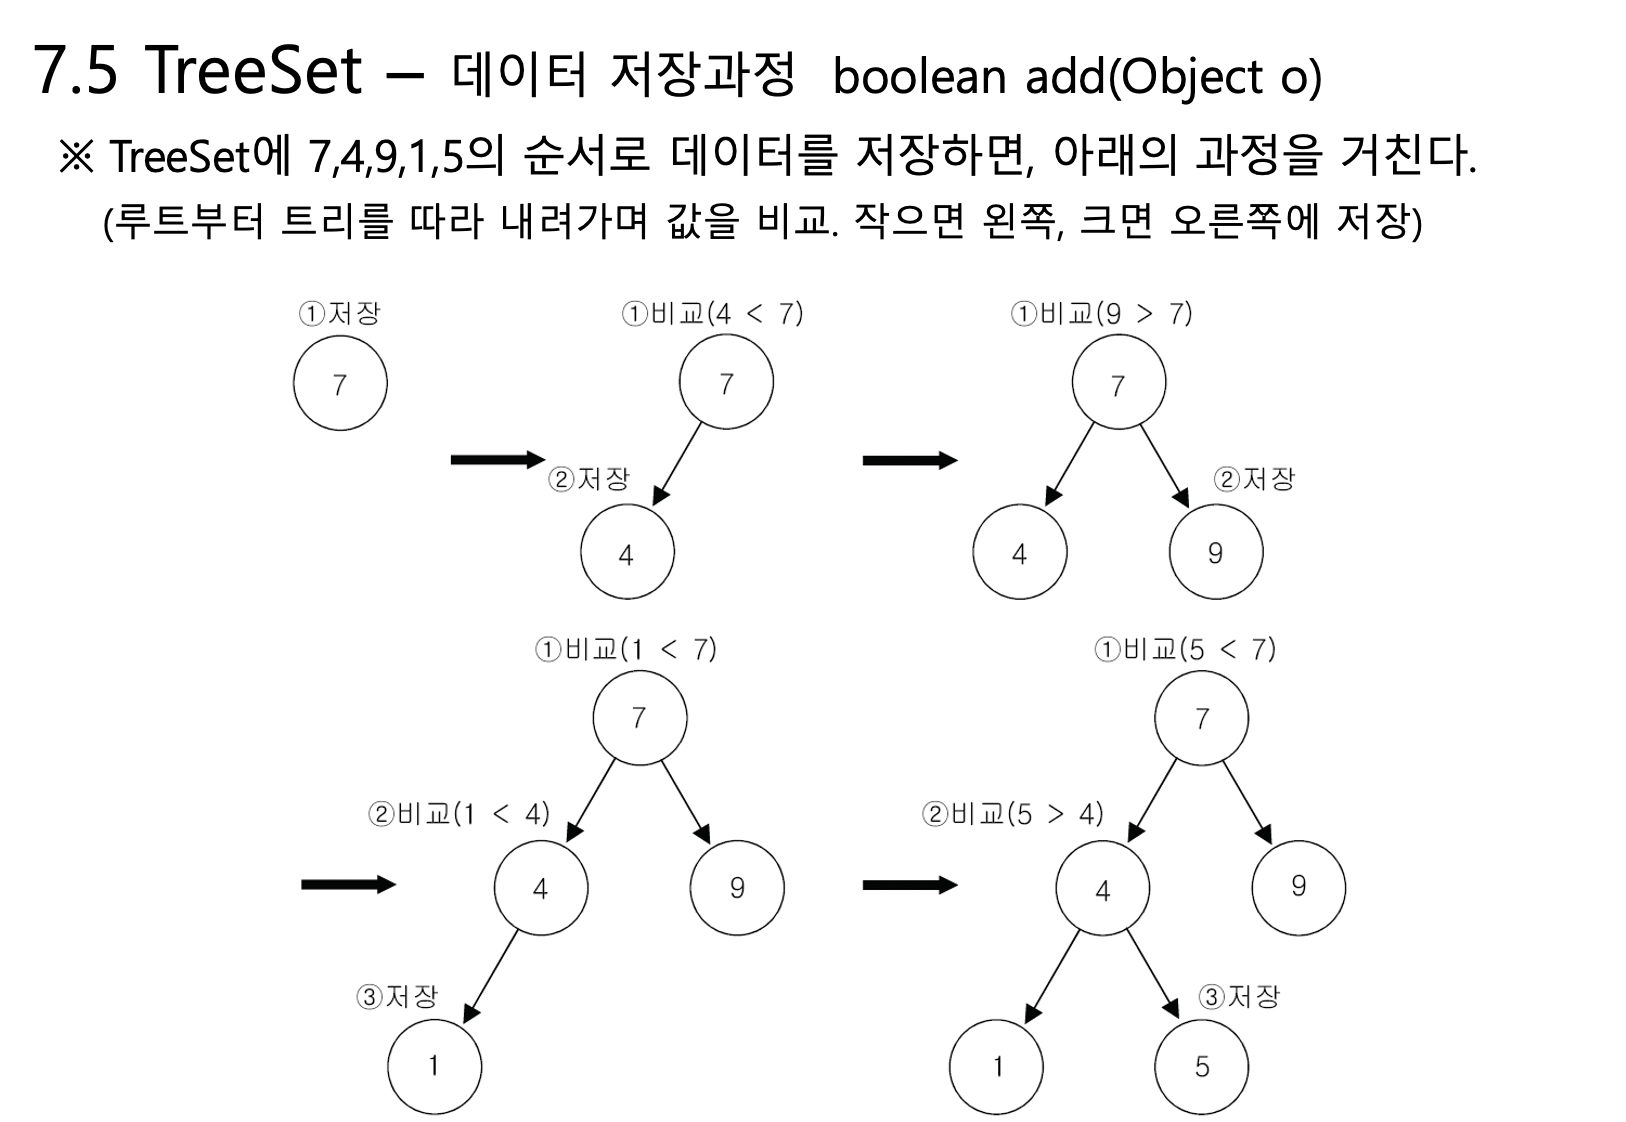 7.5 TreeSet – 데이터 저장과정 boolean add(Object o)
※ TreeSet에 7,4,9,1,5의 순서로 데이터를 저장하면, 아래의 과정을 거친다.
(루트부터 트리를 따라 내려가며 값을 비교. 작으면 왼쪽, 크면 오른쪽에 저장)
①저장
7
①비교(4 < 7)
7
②저장
4
①비교(9 > 7)
7
②저장
4
9
①비교(1 < 7)
7
②비교(1 < 4)
4
9
③저장
1
①비교(5 < 7)
7
②비교(5 > 4)
4
9
③저장
1
5